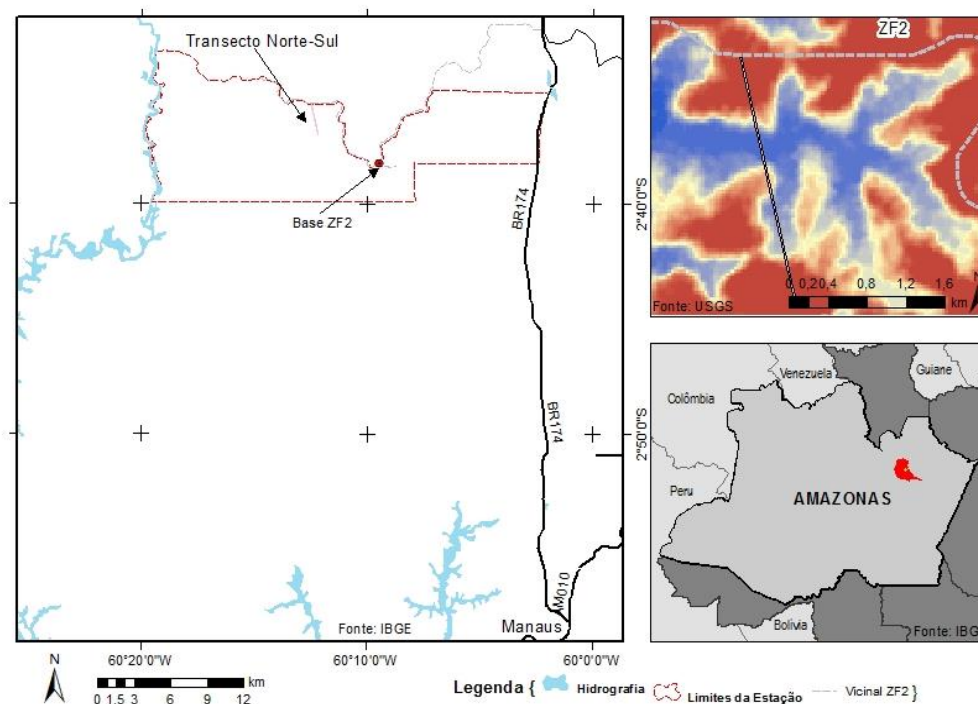 Transecto Norte-Sul
Base ZF2
BR174
BR174
AM010
Manaus
Fonte: IBGE
2°40'0"S
2°50'0"S
60°20'0"W
60°10'0"W
60°0'0"W
N
0 1.5 3 6 9 12
km
ZF2
0 0,20,4 0,8 1,2 1,6
km
N
Fonte: USGS
Venezuela
Guiane
Colômbia
Peru
AMAZONAS
Bolívia
Fonte: IBG
Legenda { Hidrografia Limites da Estação Vicinal ZF2 }